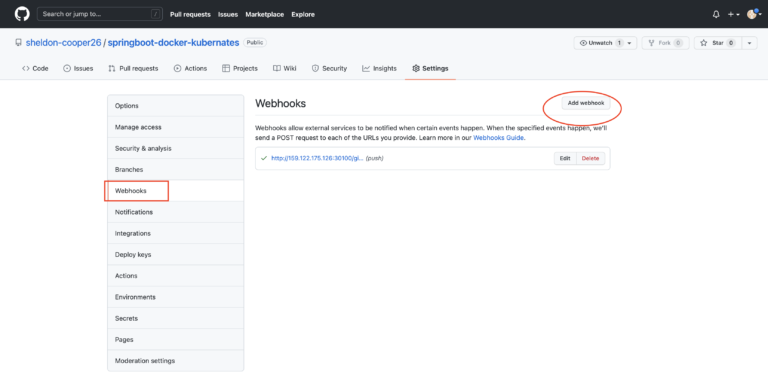 Search or jump to... /
Pull requests Issues Marketplace Explore
sheldon-cooper26 / springboot-docker-kubernates Public
Unwatch 1 Fork 0 Star 0
Code Issues Pull requests Actions Projects Wiki Security Insights Settings
Options
Manage access
Security & analysis
Branches
Webhooks
Notifications
Integrations
Deploy keys
Actions
Environments
Secrets
Pages
Moderation settings
Webhooks
Add webhook
Webhooks allow external services to be notified when certain events happen. When the specified events happen, we'll
send a POST request to each of the URLs you provide. Learn more in our Webhooks Guide.
http://159.122.175.126:30100/gi... (push)
Edit Delete